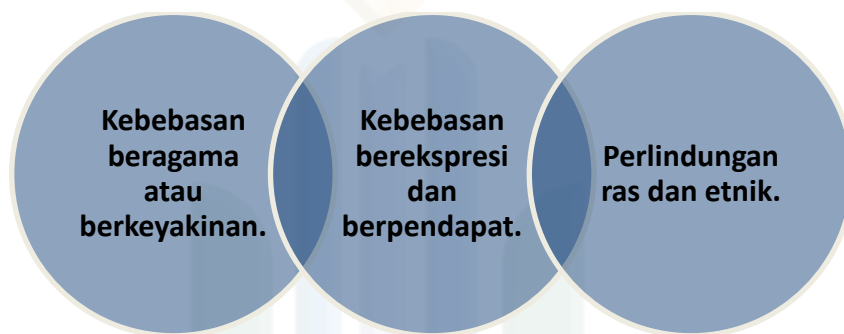 Kebebasan
beragama
atau
berkeyakinan.
Kebebasan
berekspresi
dan
berpendapat.
Perlindungan
ras dan etnik.